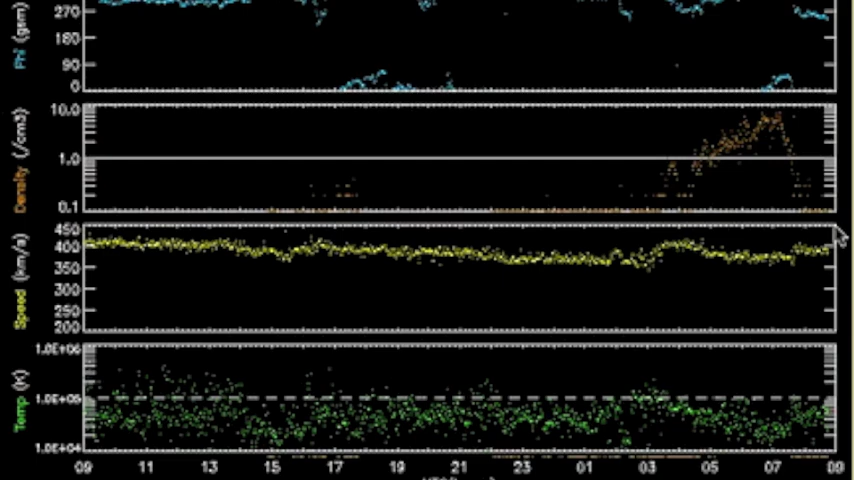 Phi (gsm)
270
180
90
0
Density (/cm3)
10.0
1.0
0.1
Speed (km/s)
450
400
350
300
250
200
Temp (K)
1.0E+06
1.0E+05
1.0E+04
09 11 13 15 17 19 21 23 01 03 05 07 09